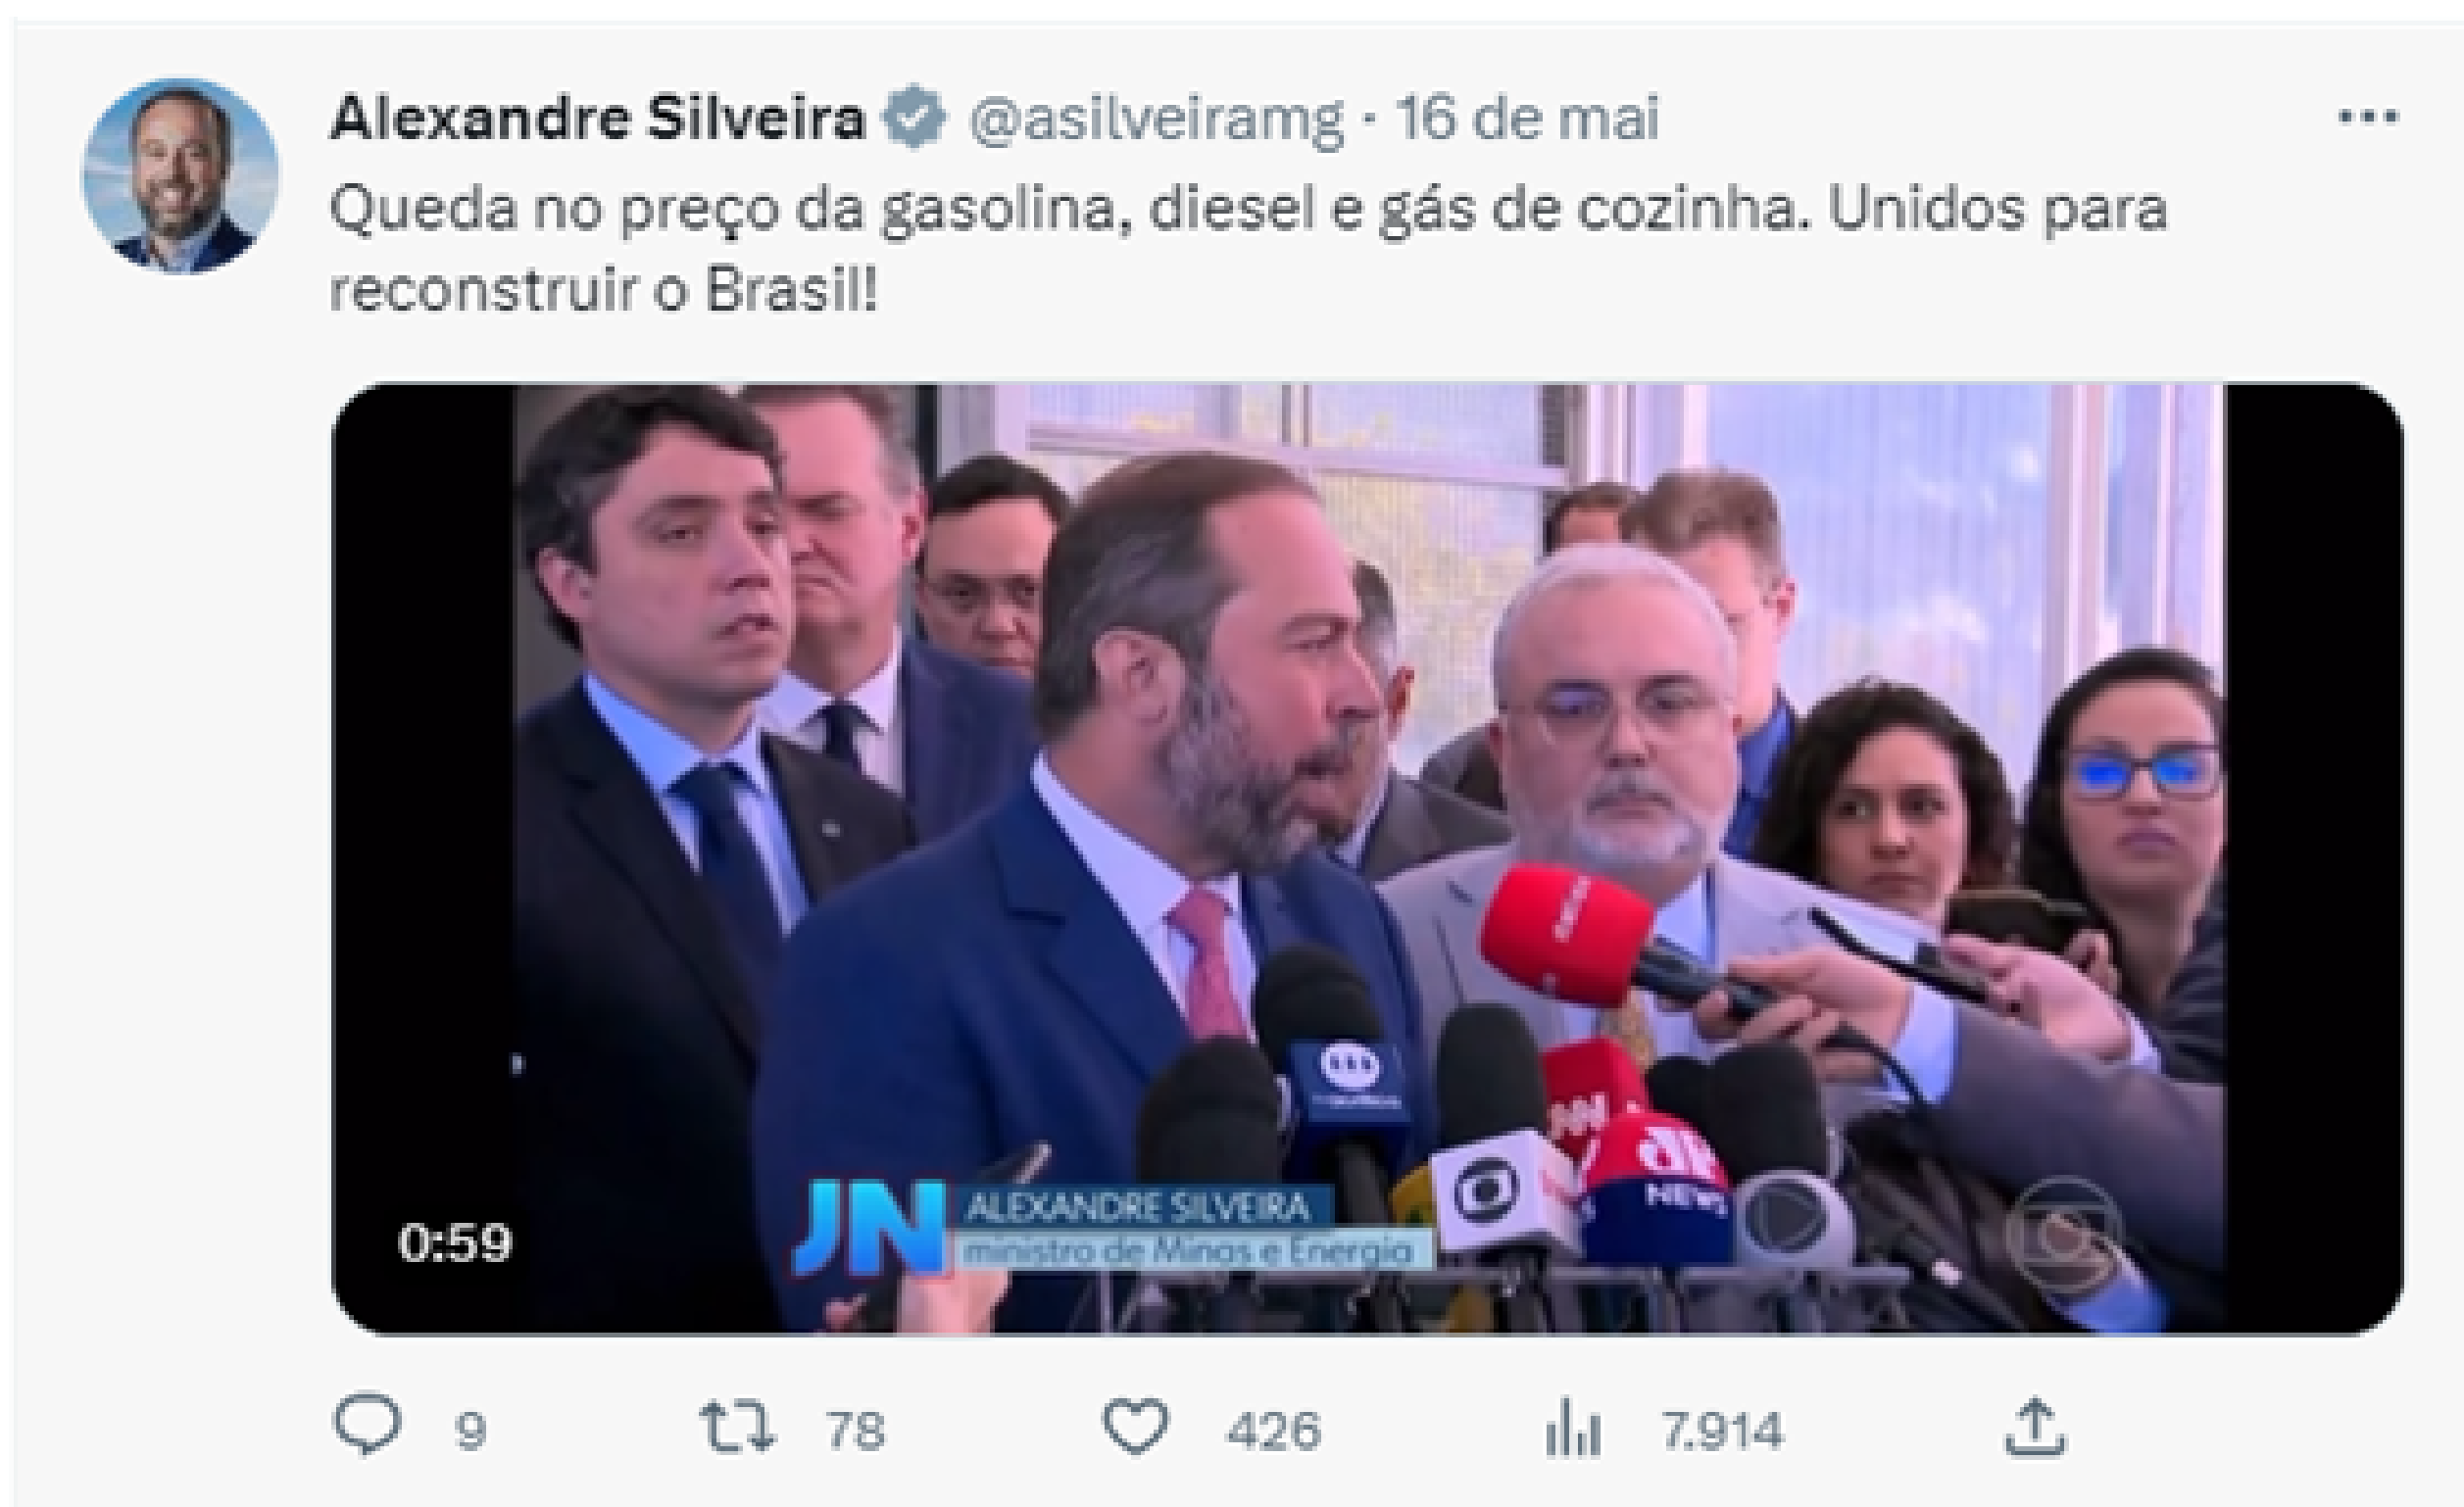 Alexandre Silveira @asilveiramg · 16 de mai
Queda no preço da gasolina, diesel e gás de cozinha. Unidos para
reconstruir o Brasil!
JN ALEXANDRE SILVEIRA
ministro de Minas e Energia
NEWS
0:59
9 78 426 7.914